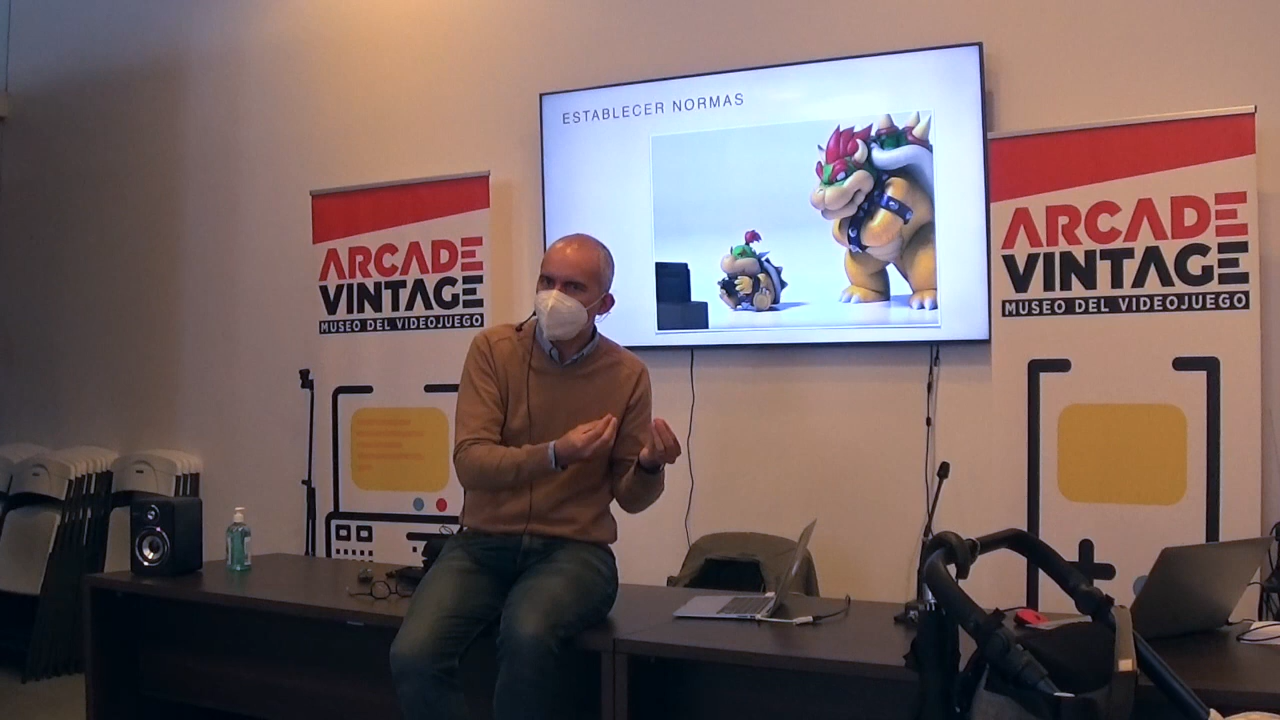 ESTABLECER NORMAS
ARCADE
VINTAGE
MUSEO DEL VIDEOJUEGO
ARCADE
VINTAGE
MUSEO DEL VIDEOJUEGO